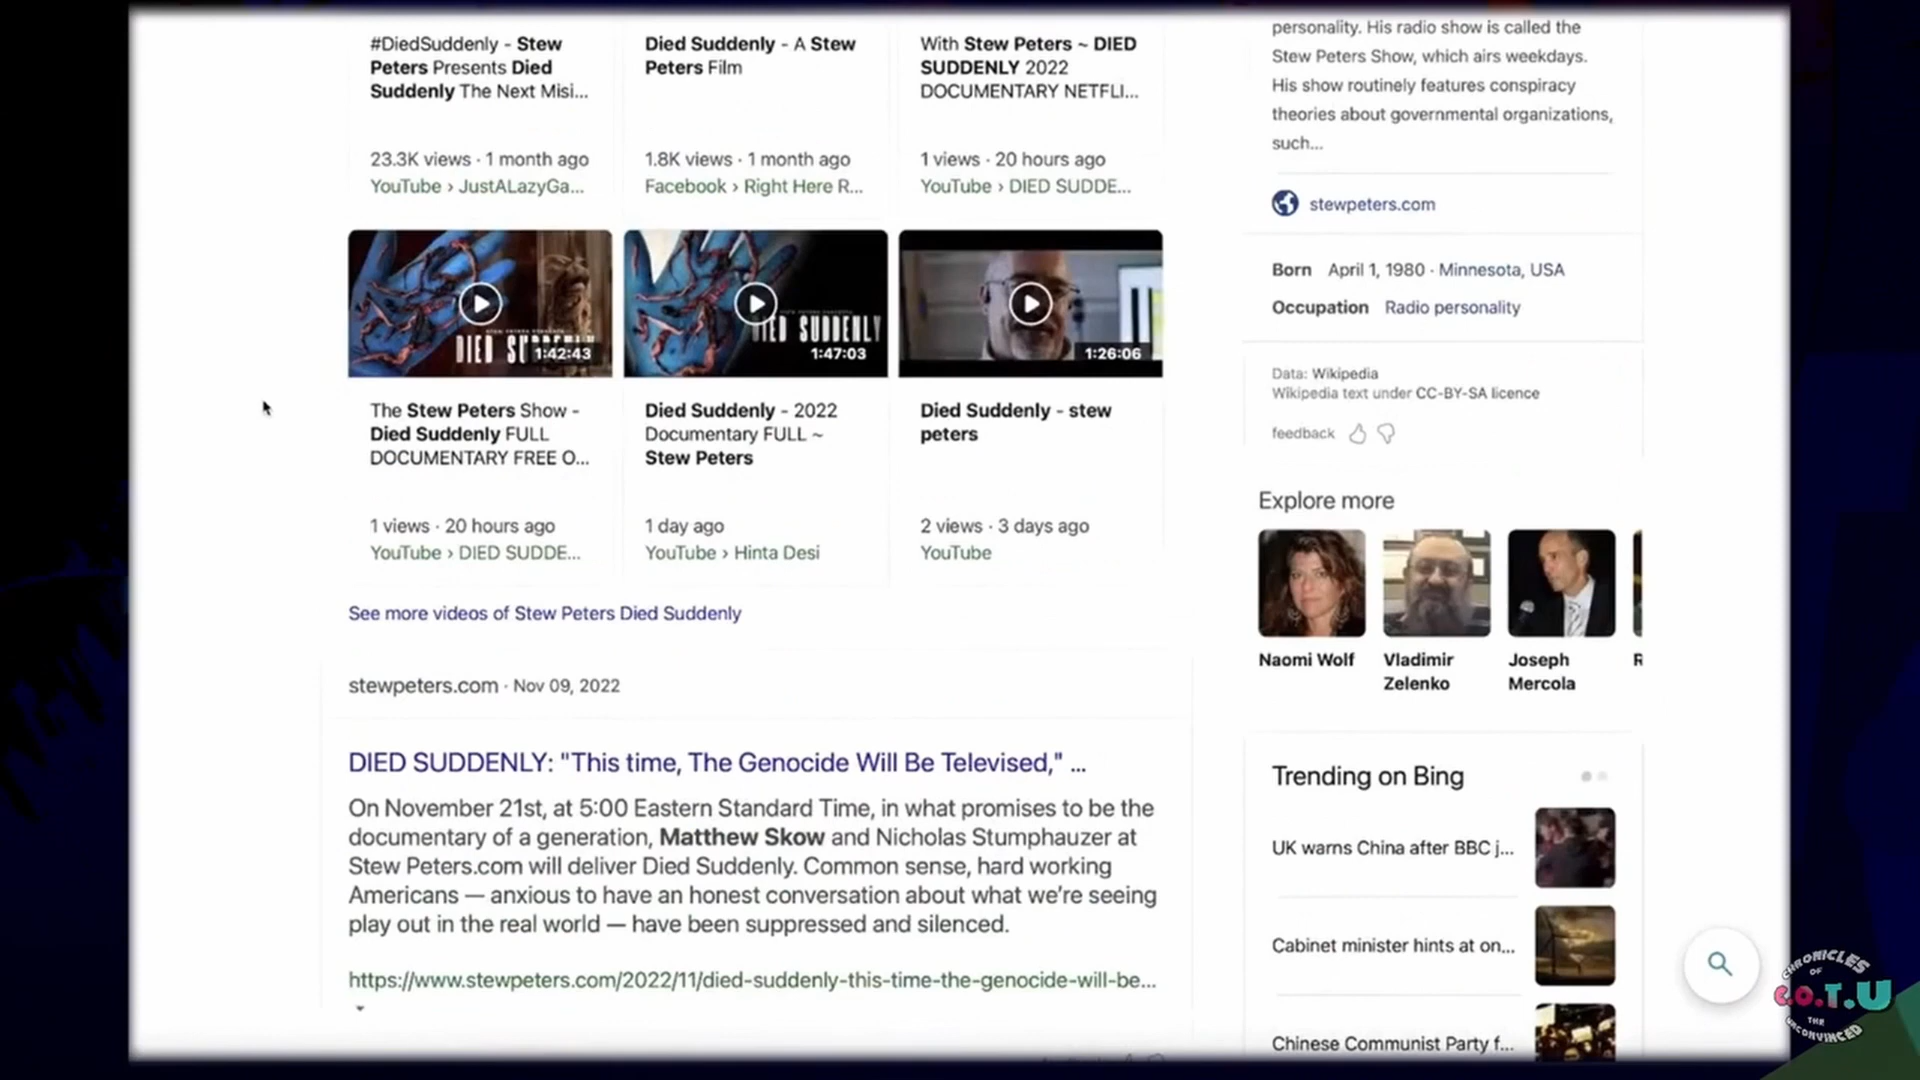 #DiedSuddenly - Stew
Peters Presents Died
Suddenly The Next Misi...
23.3K views · 1 month ago
YouTube › JustALazyGa...
Died Suddenly - A Stew
Peters Film
1.8K views · 1 month ago
Facebook › Right Here R...
With Stew Peters ~ DIED
SUDDENLY 2022
DOCUMENTARY NETFLI...
1 views · 20 hours ago
YouTube › DIED SUDDE...
1:42:43
The Stew Peters Show -
Died Suddenly FULL
DOCUMENTARY FREE O...
1 views · 20 hours ago
YouTube › DIED SUDDE...
DIED SUDDENLY
1:47:03
Died Suddenly - 2022
Documentary FULL ~
Stew Peters
1 day ago
YouTube › Hinta Desi
1:26:06
Died Suddenly - stew
peters
2 views · 3 days ago
YouTube
See more videos of Stew Peters Died Suddenly
stewpeters.com · Nov 09, 2022
DIED SUDDENLY: "This time, The Genocide Will Be Televised," ...
On November 21st, at 5:00 Eastern Standard Time, in what promises to be the
documentary of a generation, Matthew Skow and Nicholas Stumphauzer at
Stew Peters.com will deliver Died Suddenly. Common sense, hard working
Americans — anxious to have an honest conversation about what we're seeing
play out in the real world — have been suppressed and silenced.
https://www.stewpeters.com/2022/11/died-suddenly-this-time-the-genocide-will-be...
personality. His radio show is called the
Stew Peters Show, which airs weekdays.
His show routinely features conspiracy
theories about governmental organizations,
such...
stewpeters.com
Born April 1, 1980 · Minnesota, USA
Occupation Radio personality
Data: Wikipedia
Wikipedia text under CC-BY-SA licence
feedback
Explore more
Naomi Wolf
Vladimir
Zelenko
Joseph
Mercola
R
Trending on Bing
UK warns China after BBC j...
Cabinet minister hints at on...
Chinese Communist Party f...
CHRONICLES
OF
C.O.T.U
THE
UNCONVINCED